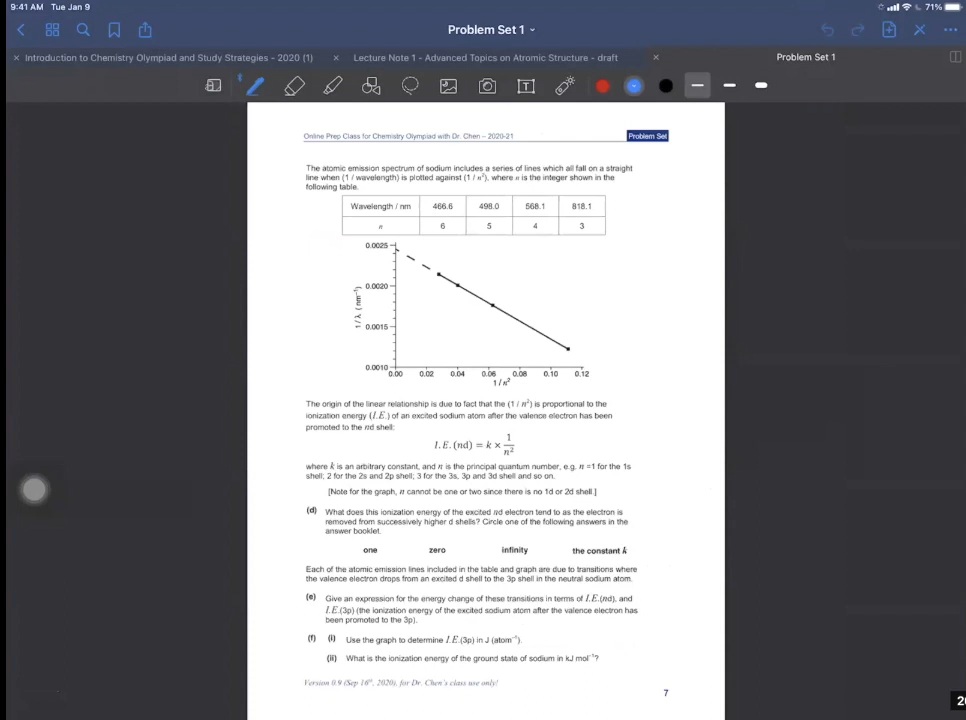 9:41 AM Tue Jan 9
71%
Problem Set 1
Introduction to Chemistry Olympiad and Study Strategies - 2020 (1)
Lecture Note 1 - Advanced Topics on Atromic Structure - draft
Problem Set 1
Online Prep Class for Chemistry Olympiad with Dr. Chen – 2020-21
Problem Set
The atomic emission spectrum of sodium includes a series of lines which all fall on a straight
line when (1 / wavelength) is plotted against (1 / n²), where n is the integer shown in the
following table.
Wavelength / nm 466.6 498.0 568.1 818.1
n 6 5 4 3
0.0025
0.0020
0.0015
0.0010
1 / λ (nm⁻¹)
0.00 0.02 0.04 0.06 0.08 0.10 0.12
1 / n²
The origin of the linear relationship is due to fact that the (1 / n²) is proportional to the
ionization energy (I.E.) of an excited sodium atom after the valence electron has been
promoted to the nd shell:
I.E.(nd) = k × 1/n²
where k is an arbitrary constant, and n is the principal quantum number, e.g. n =1 for the 1s
shell; 2 for the 2s and 2p shell; 3 for the 3s, 3p and 3d shell and so on.
[Note for the graph, n cannot be one or two since there is no 1d or 2d shell.]
(d) What does this ionization energy of the excited nd electron tend to as the electron is
removed from successively higher d shells? Circle one of the following answers in the
answer booklet.
one zero infinity the constant k
Each of the atomic emission lines included in the table and graph are due to transitions where
the valence electron drops from an excited d shell to the 3p shell in the neutral sodium atom.
(e) Give an expression for the energy change of these transitions in terms of I.E.(nd), and
I.E.(3p) (the ionization energy of the excited sodium atom after the valence electron has
been promoted to the 3p).
(f) (i) Use the graph to determine I.E.(3p) in J (atom⁻¹).
(ii) What is the ionization energy of the ground state of sodium in kJ mol⁻¹?
Version 0.9 (Sep 16th, 2020), for Dr. Chen's class use only!
7